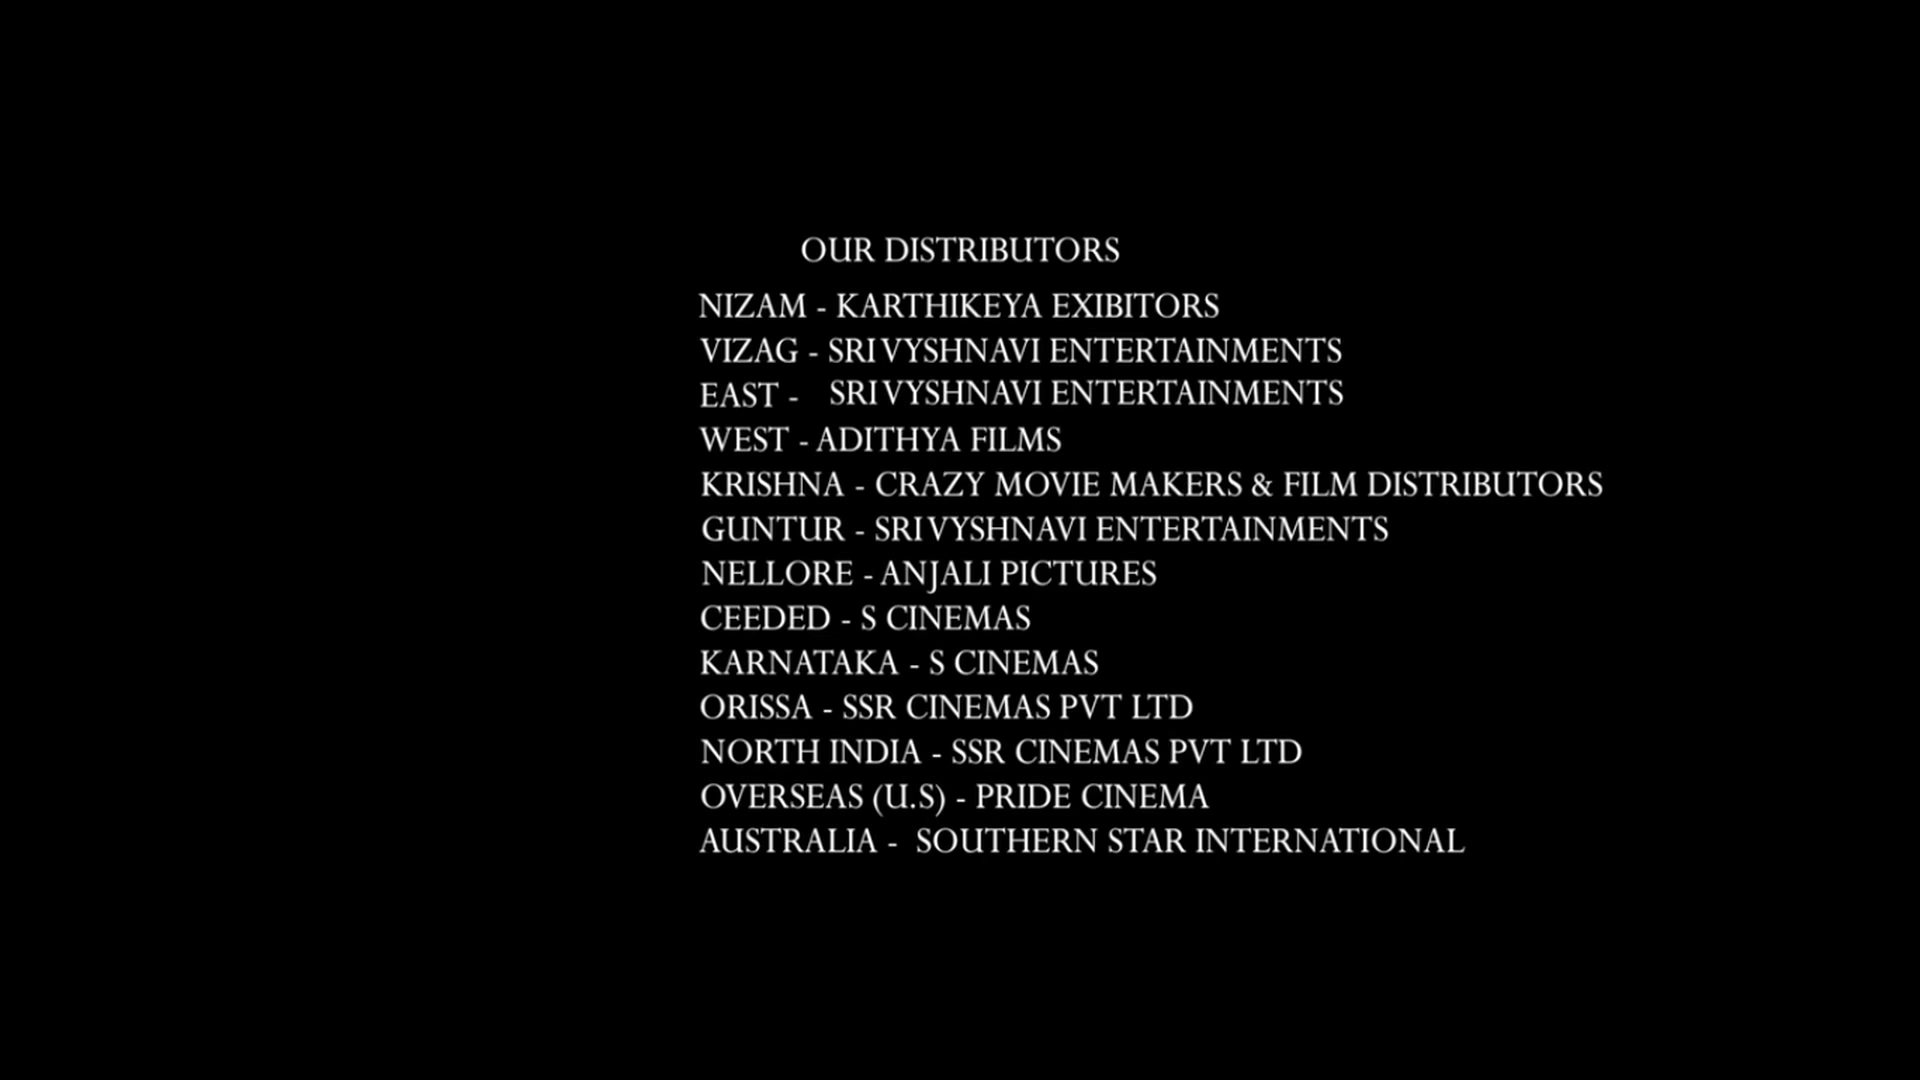 OUR DISTRIBUTORS
NIZAM - KARTHIKEYA EXIBITORS
VIZAG - SRI VYSHNAVI ENTERTAINMENTS
EAST - SRI VYSHNAVI ENTERTAINMENTS
WEST - ADITHYA FILMS
KRISHNA - CRAZY MOVIE MAKERS & FILM DISTRIBUTORS
GUNTUR - SRI VYSHNAVI ENTERTAINMENTS
NELLORE - ANJALI PICTURES
CEEDED - S CINEMAS
KARNATAKA - S CINEMAS
ORISSA - SSR CINEMAS PVT LTD
NORTH INDIA - SSR CINEMAS PVT LTD
OVERSEAS (U.S) - PRIDE CINEMA
AUSTRALIA - SOUTHERN STAR INTERNATIONAL